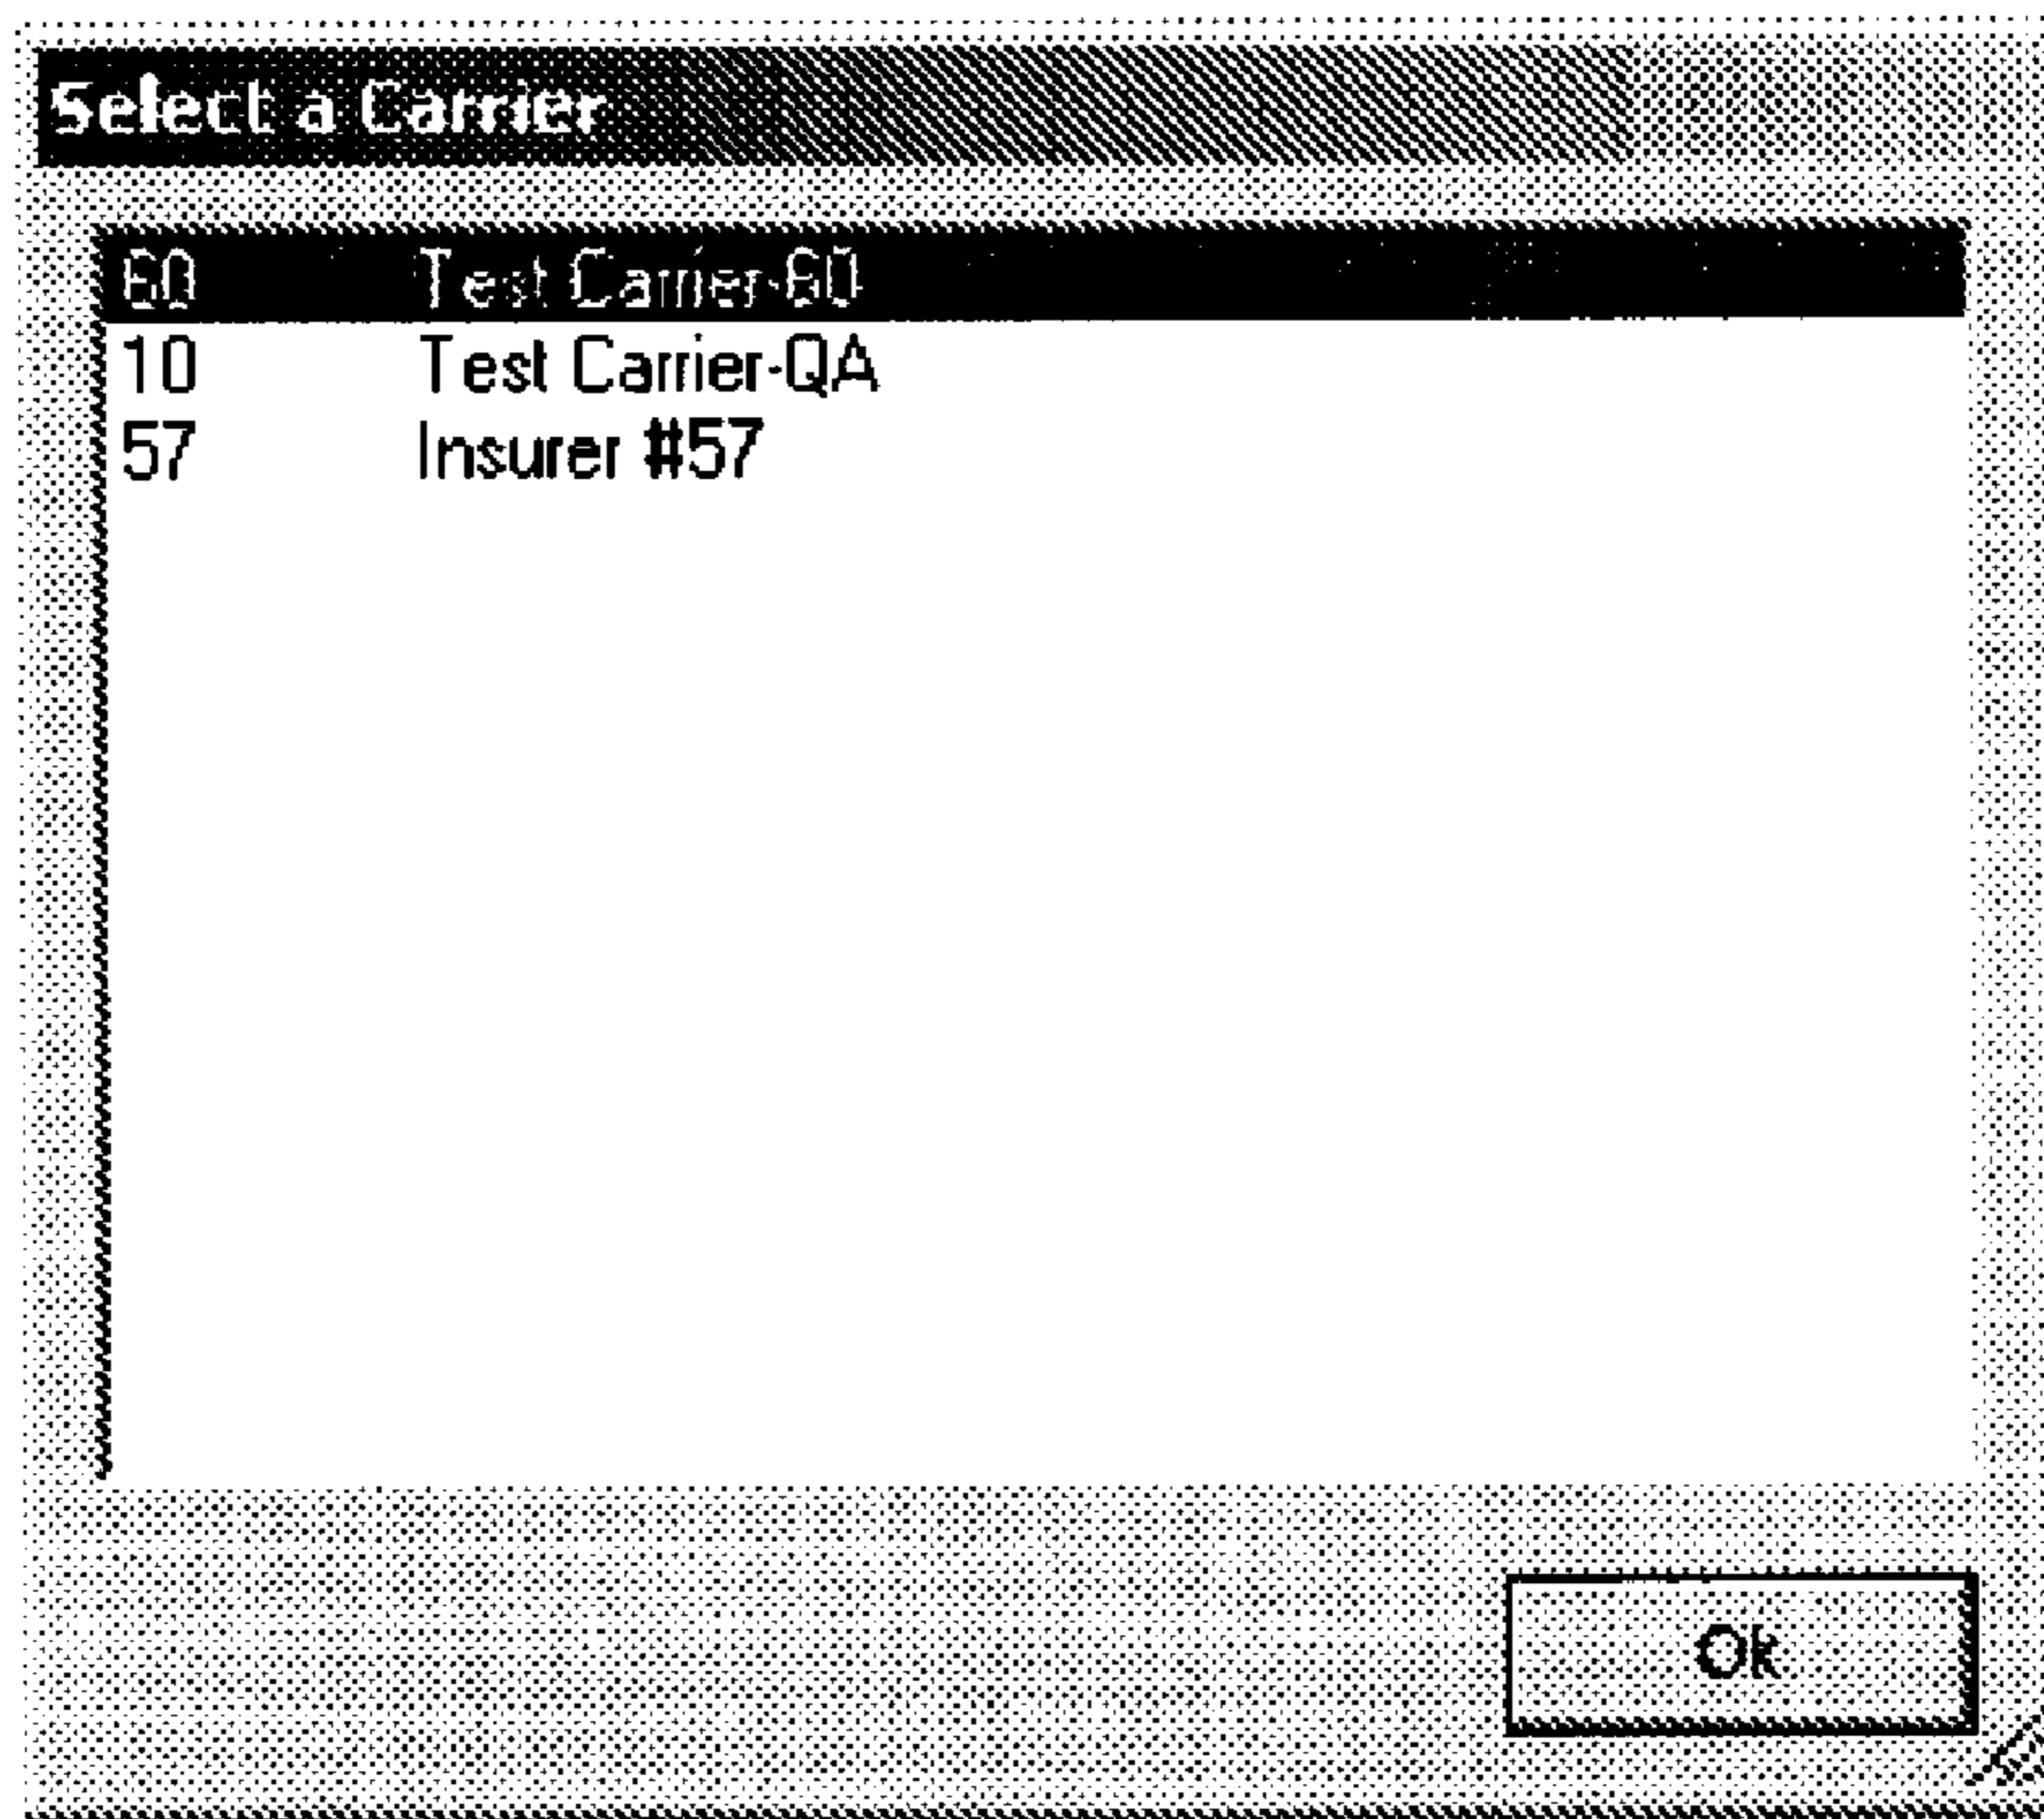 Select a Carrier
60 Test Carrier-60
10 Test Carrier-QA
57 Insurer #57
Ok